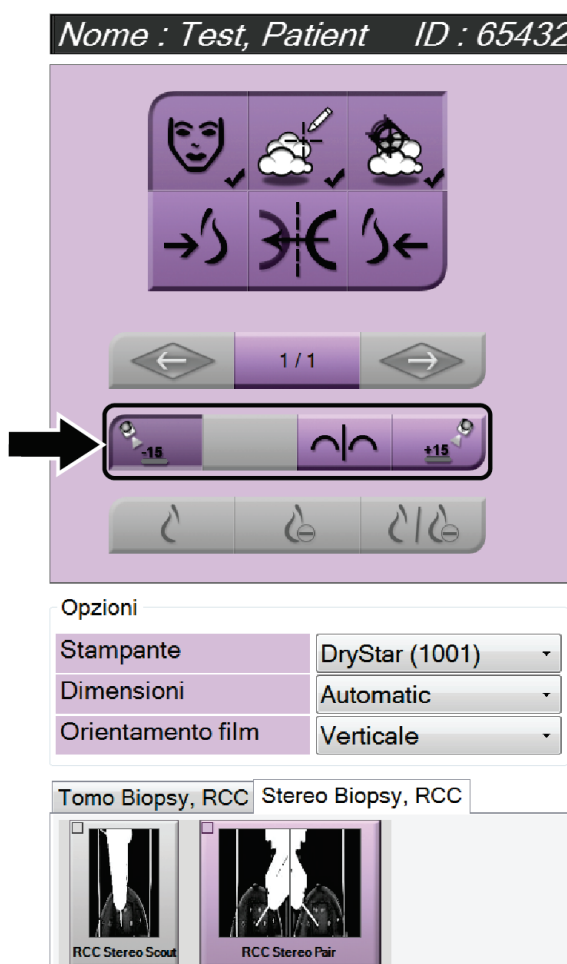 Nome : Test, Patient ID : 65432
1 / 1
-15 +15
Opzioni
Stampante DryStar (1001)
Dimensioni Automatic
Orientamento film Verticale
Tomo Biopsy, RCC Stereo Biopsy, RCC
RCC Stereo Scout RCC Stereo Pair